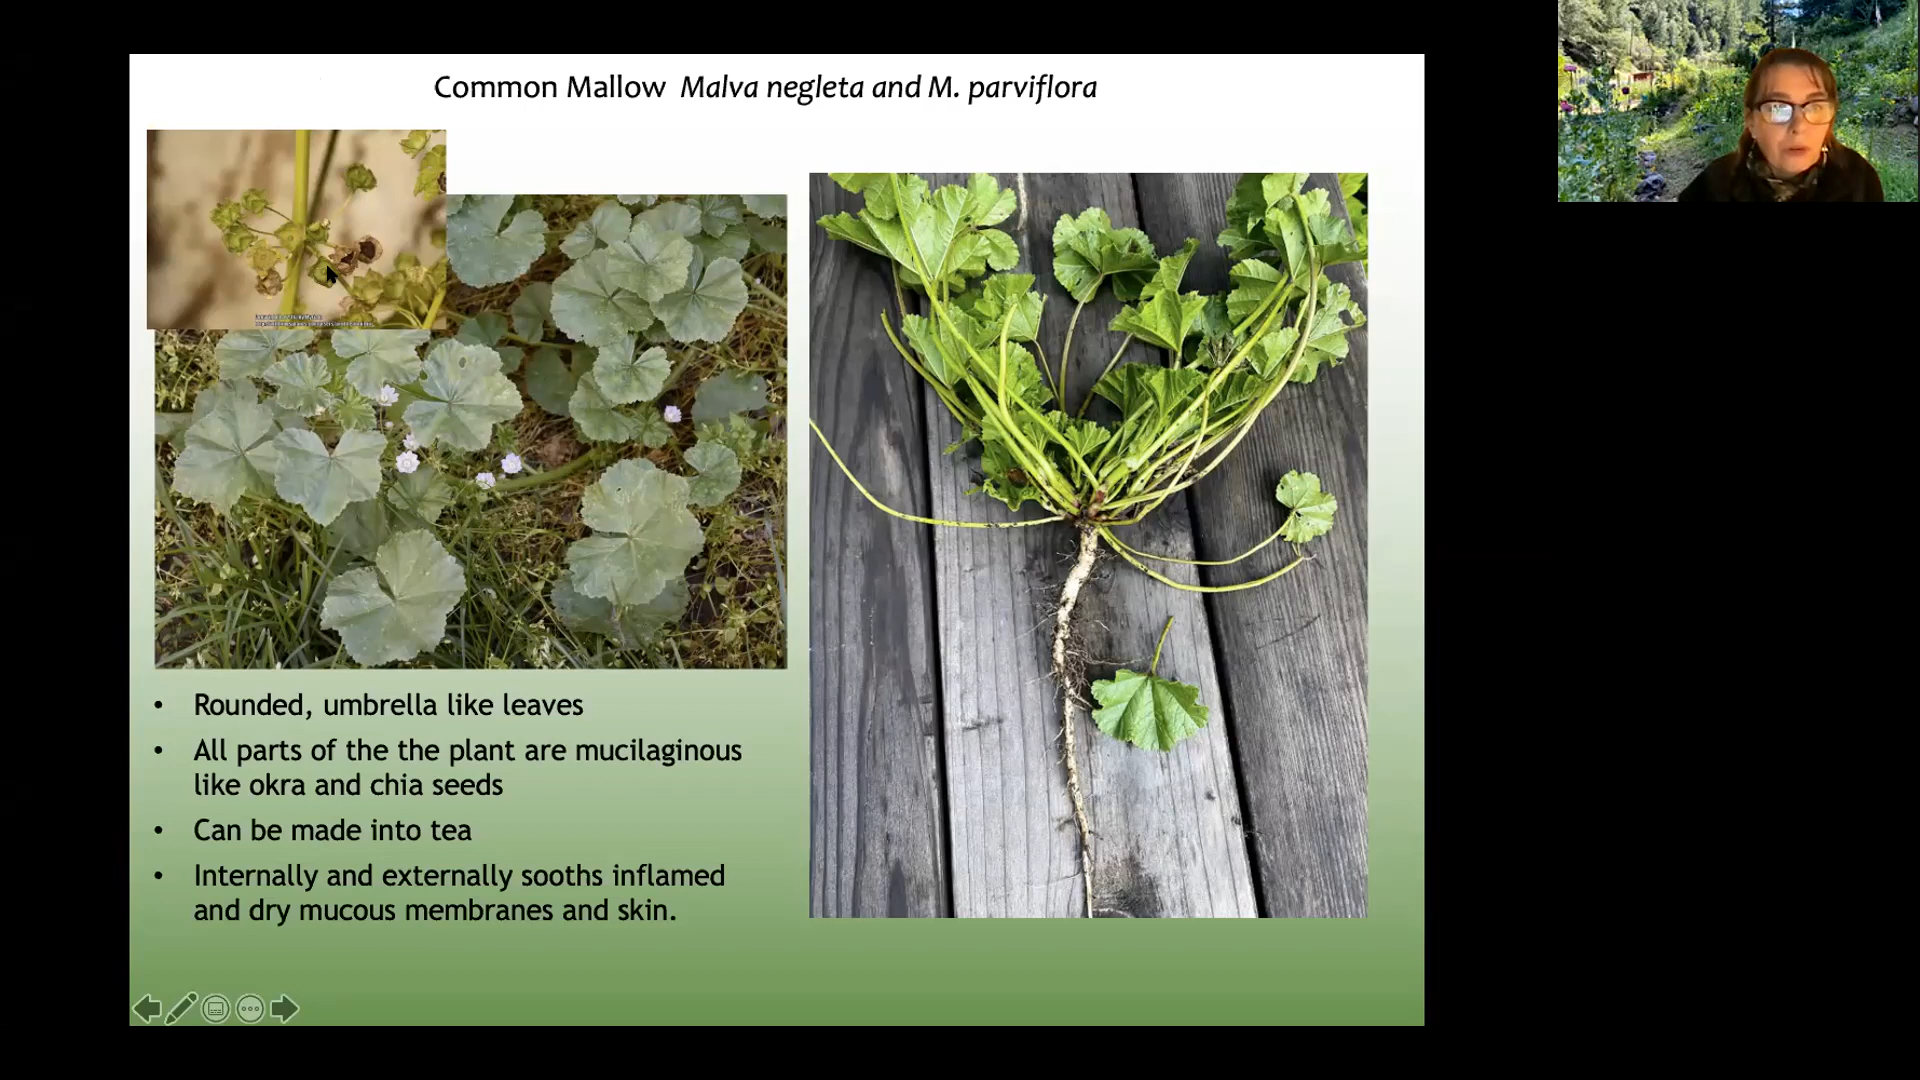 Common Mallow Malva negleta and M. parviflora
• Rounded, umbrella like leaves
• All parts of the the plant are mucilaginous
like okra and chia seeds
• Can be made into tea
• Internally and externally sooths inflamed
and dry mucous membranes and skin.